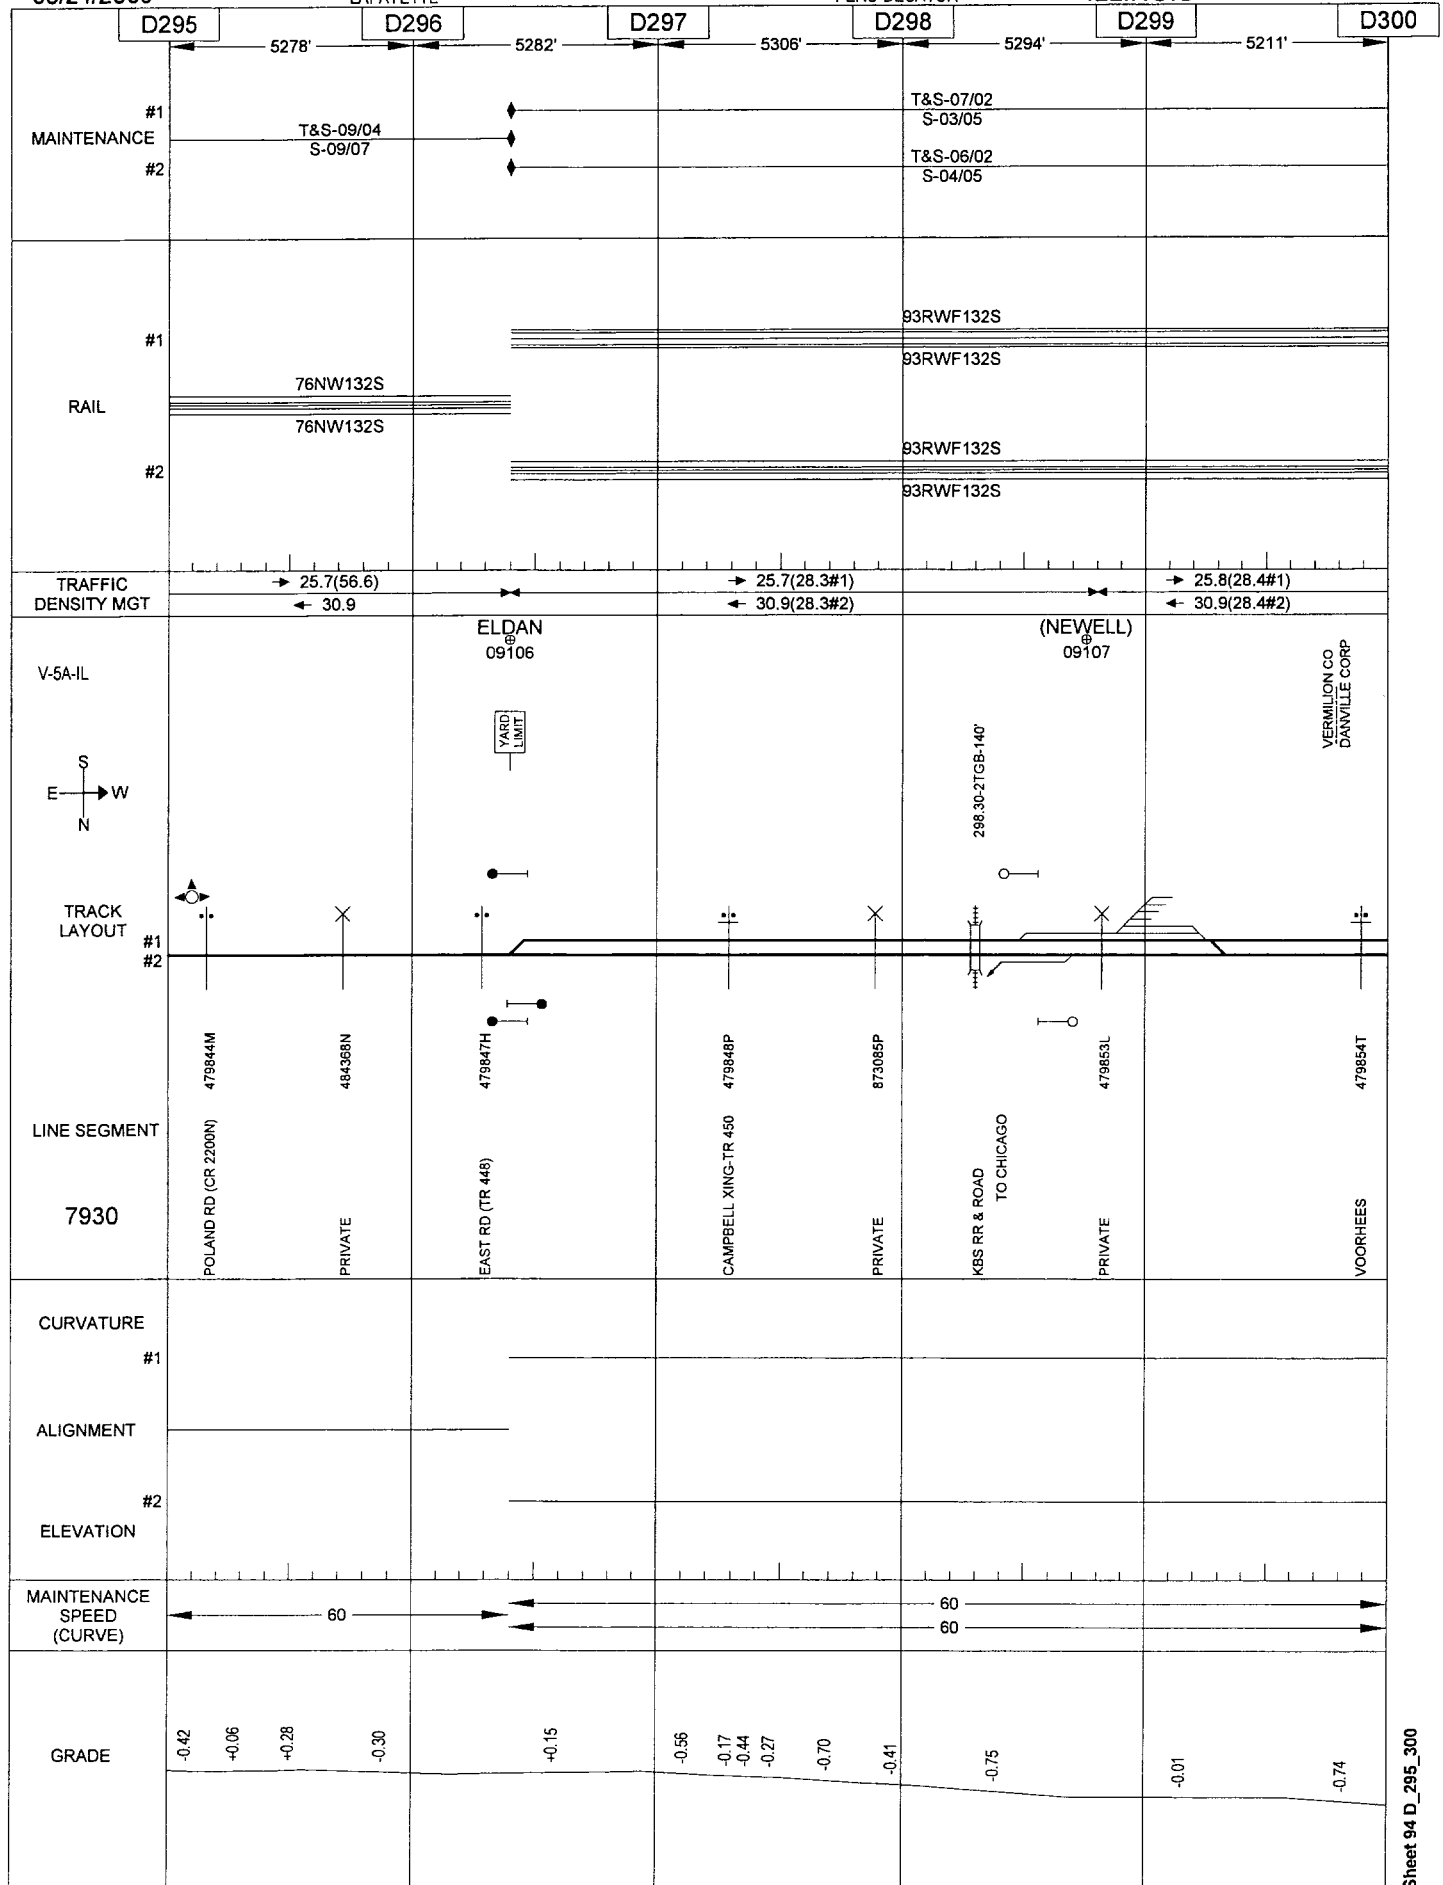 D295 D296 D297 D298 D299 D300
5278' 5282' 5306' 5294' 5211'
#1
MAINTENANCE
#2
T&S-09/04
S-09/07
T&S-07/02
S-03/05
T&S-06/02
S-04/05
RAIL
#1
#2
76NW132S
76NW132S
93RWF132S
93RWF132S
93RWF132S
93RWF132S
TRAFFIC
DENSITY MGT
25.7(56.6)
30.9
25.7(28.3#1)
30.9(28.3#2)
25.8(28.4#1)
30.9(28.4#2)
ELDAN
09106
(NEWELL)
09107
V-5A-IL
YARD
LIMIT
298.30-2TGB-140'
VERMILION CO
DANVILLE CORP
S
E W
N
TRACK
LAYOUT
#1
#2
479844M
484368N
479847H
479848P
873085P
479853L
479854T
LINE SEGMENT
7930
POLAND RD (CR 2200N)
PRIVATE
EAST RD (TR 448)
CAMPBELL XING-TR 450
PRIVATE
KBS RR & ROAD
TO CHICAGO
PRIVATE
VOORHEES
CURVATURE
#1
ALIGNMENT
#2
ELEVATION
MAINTENANCE
SPEED
(CURVE)
60
60
60
GRADE
-0.42
+0.06
+0.28
-0.30
+0.15
-0.56
-0.17
-0.44
-0.27
-0.70
-0.41
-0.75
-0.01
-0.74
Sheet 94 D_295_300